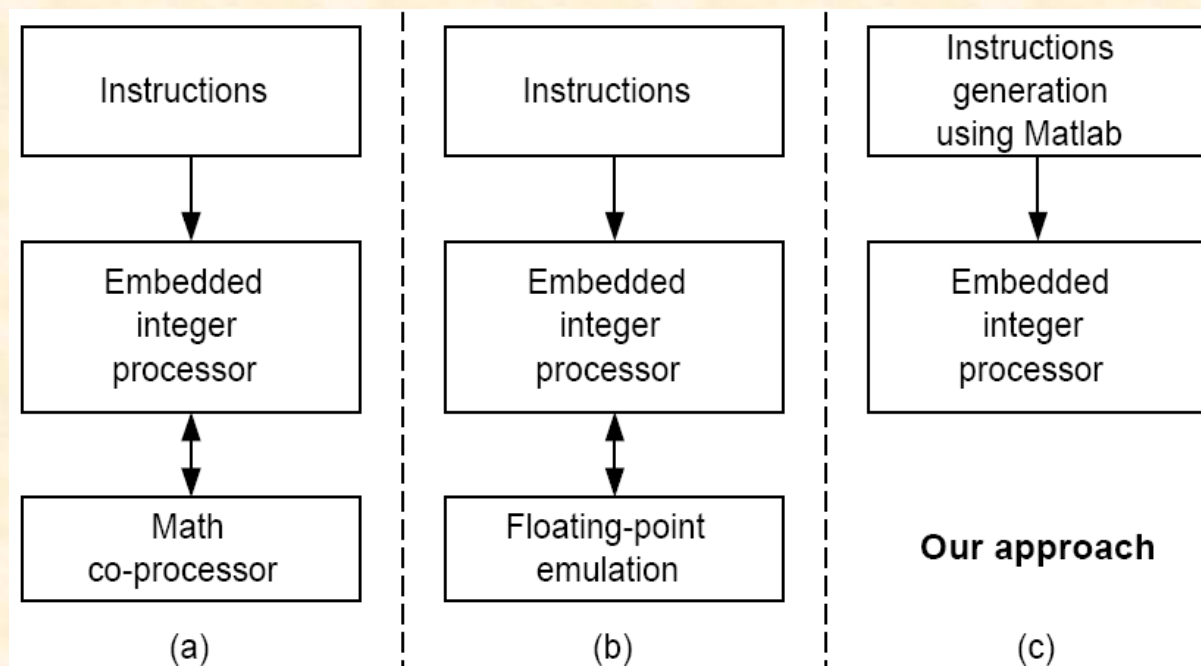 Instructions
Embedded
integer
processor
Math
co-processor
(a)
Instructions
Embedded
integer
processor
Floating-point
emulation
(b)
Instructions
generation
using Matlab
Embedded
integer
processor
Our approach
(c)